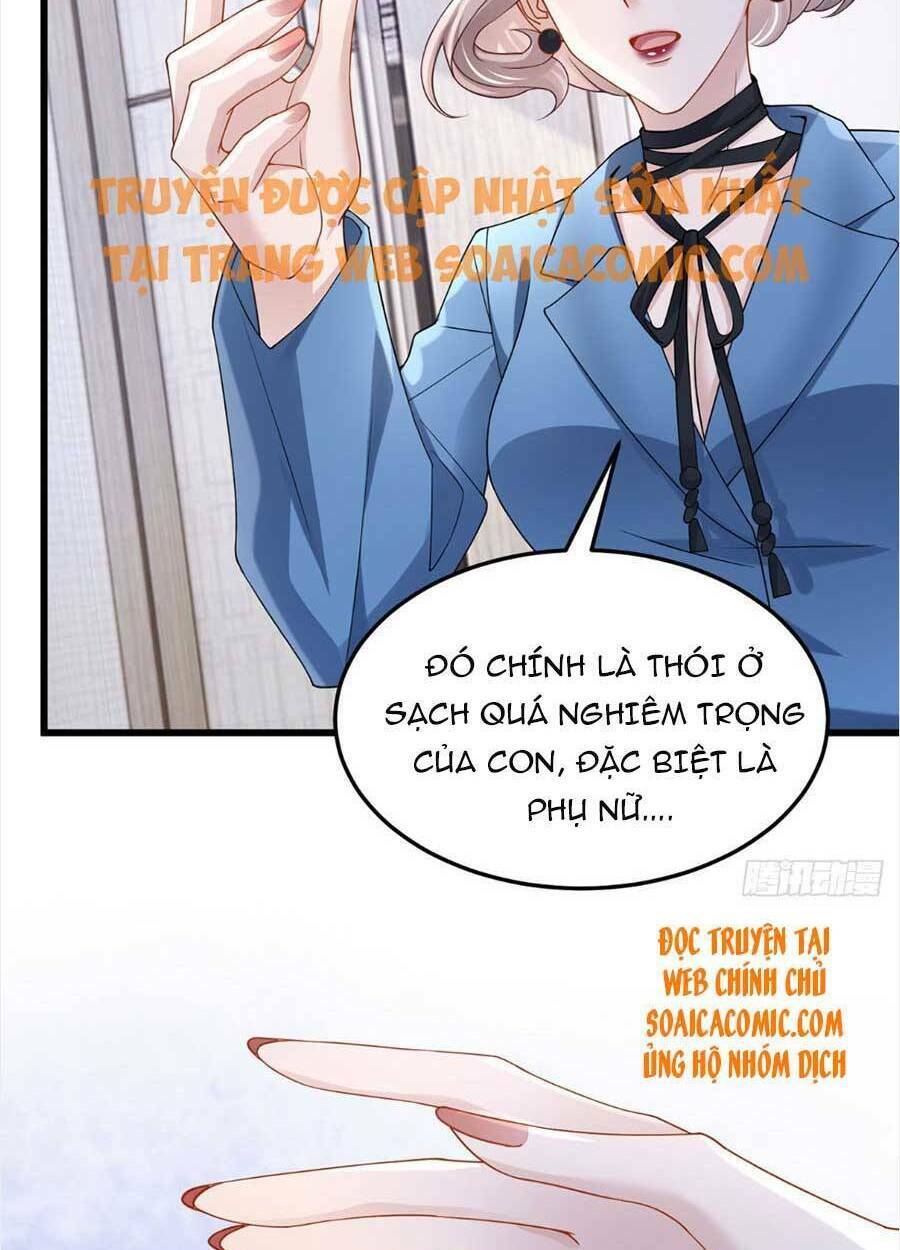 TRUYỆN ĐƯỢC CẬP NHẬT SỚM NHẤT
TẠI TRANG WEB SOAICACOMIC.COM
ĐÓ CHÍNH LÀ THÓI Ở
SẠCH QUÁ NGHIÊM TRỌNG
CỦA CON, ĐẶC BIỆT LÀ
PHỤ NỮ....
腾讯动漫
ĐỌC TRUYỆN TẠI
WEB CHÍNH CHỦ
SOAICACOMIC.COM
ỦNG HỘ NHÓM DỊCH